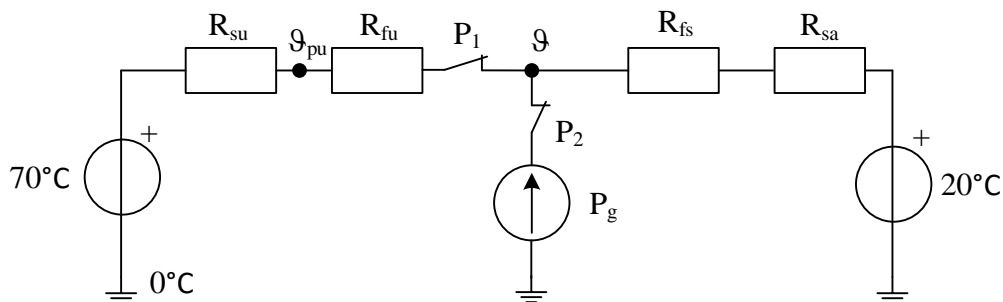 R_su
ϑ_pu
R_fu
P_1
ϑ
R_fs
R_sa
+
+
70°C
P_2
20°C
P_g
0°C